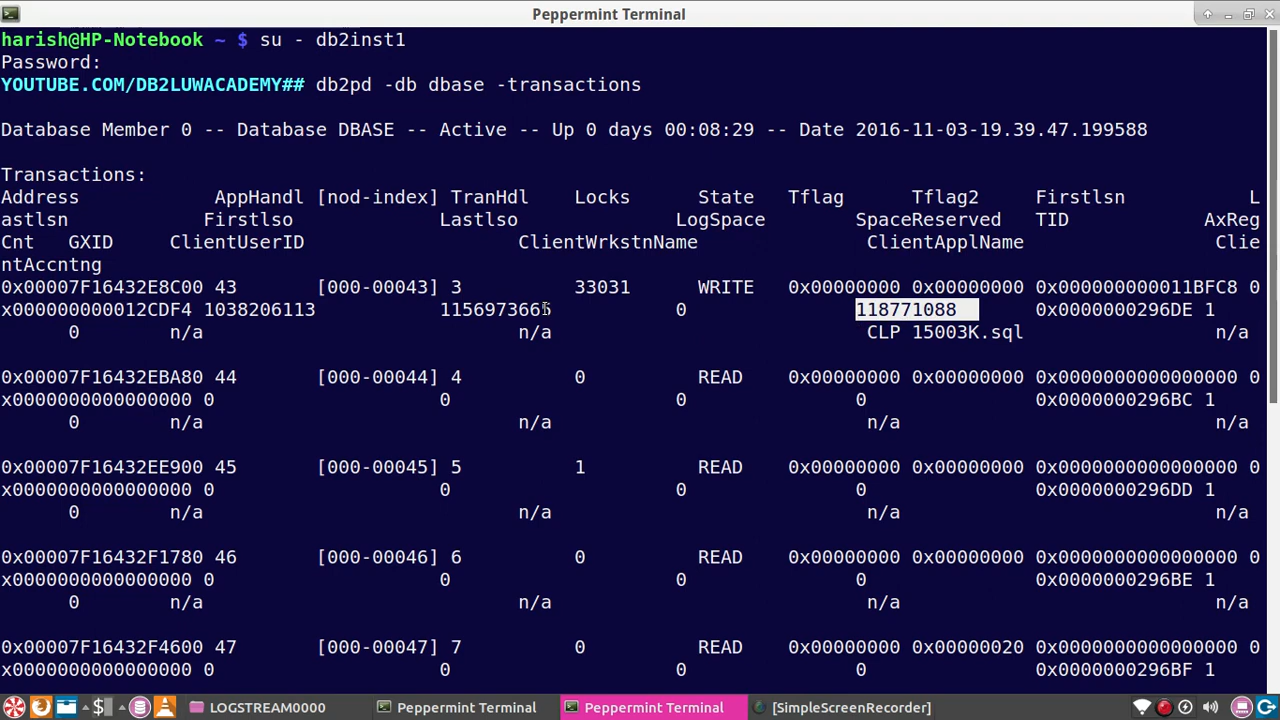 Peppermint Terminal
harish@HP-Notebook ~ $ su - db2inst1
Password:
YOUTUBE.COM/DB2LUWACADEMY## db2pd -db dbase -transactions
Database Member 0 -- Database DBASE -- Active -- Up 0 days 00:08:29 -- Date 2016-11-03-19.39.47.199588
Transactions:
Address AppHandl [nod-index] TranHdl Locks State Tflag Tflag2 Firstlsn L
astlsn Firstlso Lastlso LogSpace SpaceReserved TID AxReg
Cnt GXID ClientUserID ClientWrkstnName ClientApplName Clie
ntAccntng
0x00007F16432E8C00 43 [000-00043] 3 33031 WRITE 0x00000000 0x00000000 0x000000000011BFC8 0
x000000000012CDF4 1038206113 1156973665 0 118771088 0x0000000296DE 1
0 n/a n/a CLP 15003K.sql n/a
0x00007F16432EBA80 44 [000-00044] 4 0 READ 0x00000000 0x00000000 0x0000000000000000 0
x0000000000000000 0 0 0 0 0x0000000296BC 1
0 n/a n/a n/a n/a
0x00007F16432EE900 45 [000-00045] 5 1 READ 0x00000000 0x00000000 0x0000000000000000 0
x0000000000000000 0 0 0 0 0x0000000296DD 1
0 n/a n/a n/a n/a
0x00007F16432F1780 46 [000-00046] 6 0 READ 0x00000000 0x00000000 0x0000000000000000 0
x0000000000000000 0 0 0 0 0x0000000296BE 1
0 n/a n/a n/a n/a
0x00007F16432F4600 47 [000-00047] 7 0 READ 0x00000000 0x00000020 0x0000000000000000 0
x0000000000000000 0 0 0 0 0x0000000296BF 1
LOGSTREAM0000 Peppermint Terminal Peppermint Terminal [SimpleScreenRecorder]